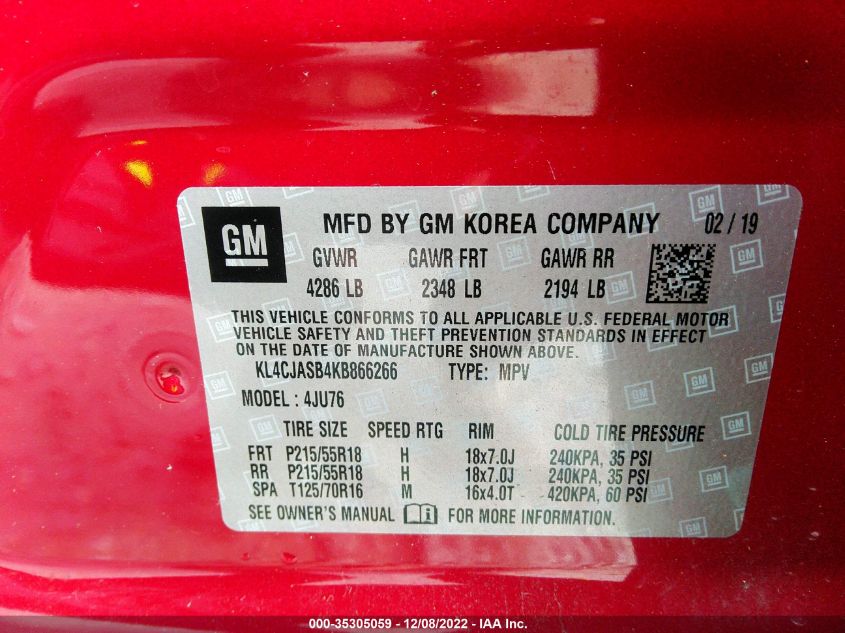 GM
MFD BY GM KOREA COMPANY 02 / 19
GVWR GAWR FRT GAWR RR
4286 LB 2348 LB 2194 LB
THIS VEHICLE CONFORMS TO ALL APPLICABLE U.S. FEDERAL MOTOR
VEHICLE SAFETY AND THEFT PREVENTION STANDARDS IN EFFECT
ON THE DATE OF MANUFACTURE SHOWN ABOVE.
KL4CJASB4KB866266 TYPE: MPV
MODEL : 4JU76
TIRE SIZE SPEED RTG RIM COLD TIRE PRESSURE
FRT P215/55R18 H 18x7.0J 240KPA, 35 PSI
RR P215/55R18 H 18x7.0J 240KPA, 35 PSI
SPA T125/70R16 M 16x4.0T 420KPA, 60 PSI
SEE OWNER'S MANUAL FOR MORE INFORMATION.
000-35305059 - 12/08/2022 - IAA Inc.